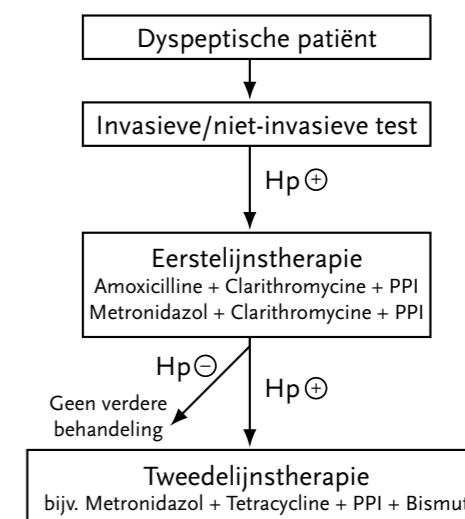 Dyspeptische patiënt
Invasieve/niet-invasieve test
Hp⊕
Eerstelijnstherapie
Amoxicilline + Clarithromycine + PPI
Metronidazol + Clarithromycine + PPI
Hp⊖
Geen verdere
behandeling
Hp⊕
Tweedelijnstherapie
bijv. Metronidazol + Tetracycline + PPI + Bismut